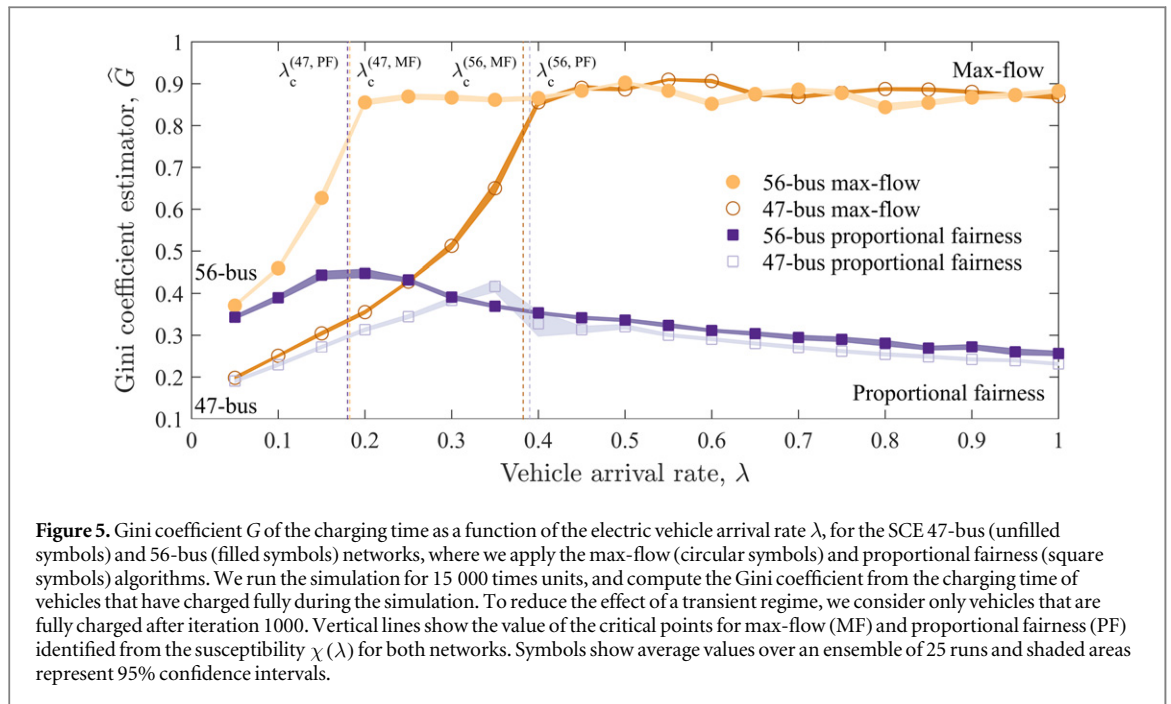 1
0.9
0.8
0.7
0.6
0.5
0.4
0.3
0.2
0.1
Gini coefficient estimator, Ĝ
λc(47, PF)
λc(47, MF)
λc(56, MF)
λc(56, PF)
Max-flow
56-bus max-flow
47-bus max-flow
56-bus proportional fairness
47-bus proportional fairness
56-bus
47-bus
Proportional fairness
0 0.1 0.2 0.3 0.4 0.5 0.6 0.7 0.8 0.9 1
Vehicle arrival rate, λ
Figure 5. Gini coefficient G of the charging time as a function of the electric vehicle arrival rate λ, for the SCE 47-bus (unfilled
symbols) and 56-bus (filled symbols) networks, where we apply the max-flow (circular symbols) and proportional fairness (square
symbols) algorithms. We run the simulation for 15 000 times units, and compute the Gini coefficient from the charging time of
vehicles that have charged fully during the simulation. To reduce the effect of a transient regime, we consider only vehicles that are
fully charged after iteration 1000. Vertical lines show the value of the critical points for max-flow (MF) and proportional fairness (PF)
identified from the susceptibility χ(λ) for both networks. Symbols show average values over an ensemble of 25 runs and shaded areas
represent 95% confidence intervals.